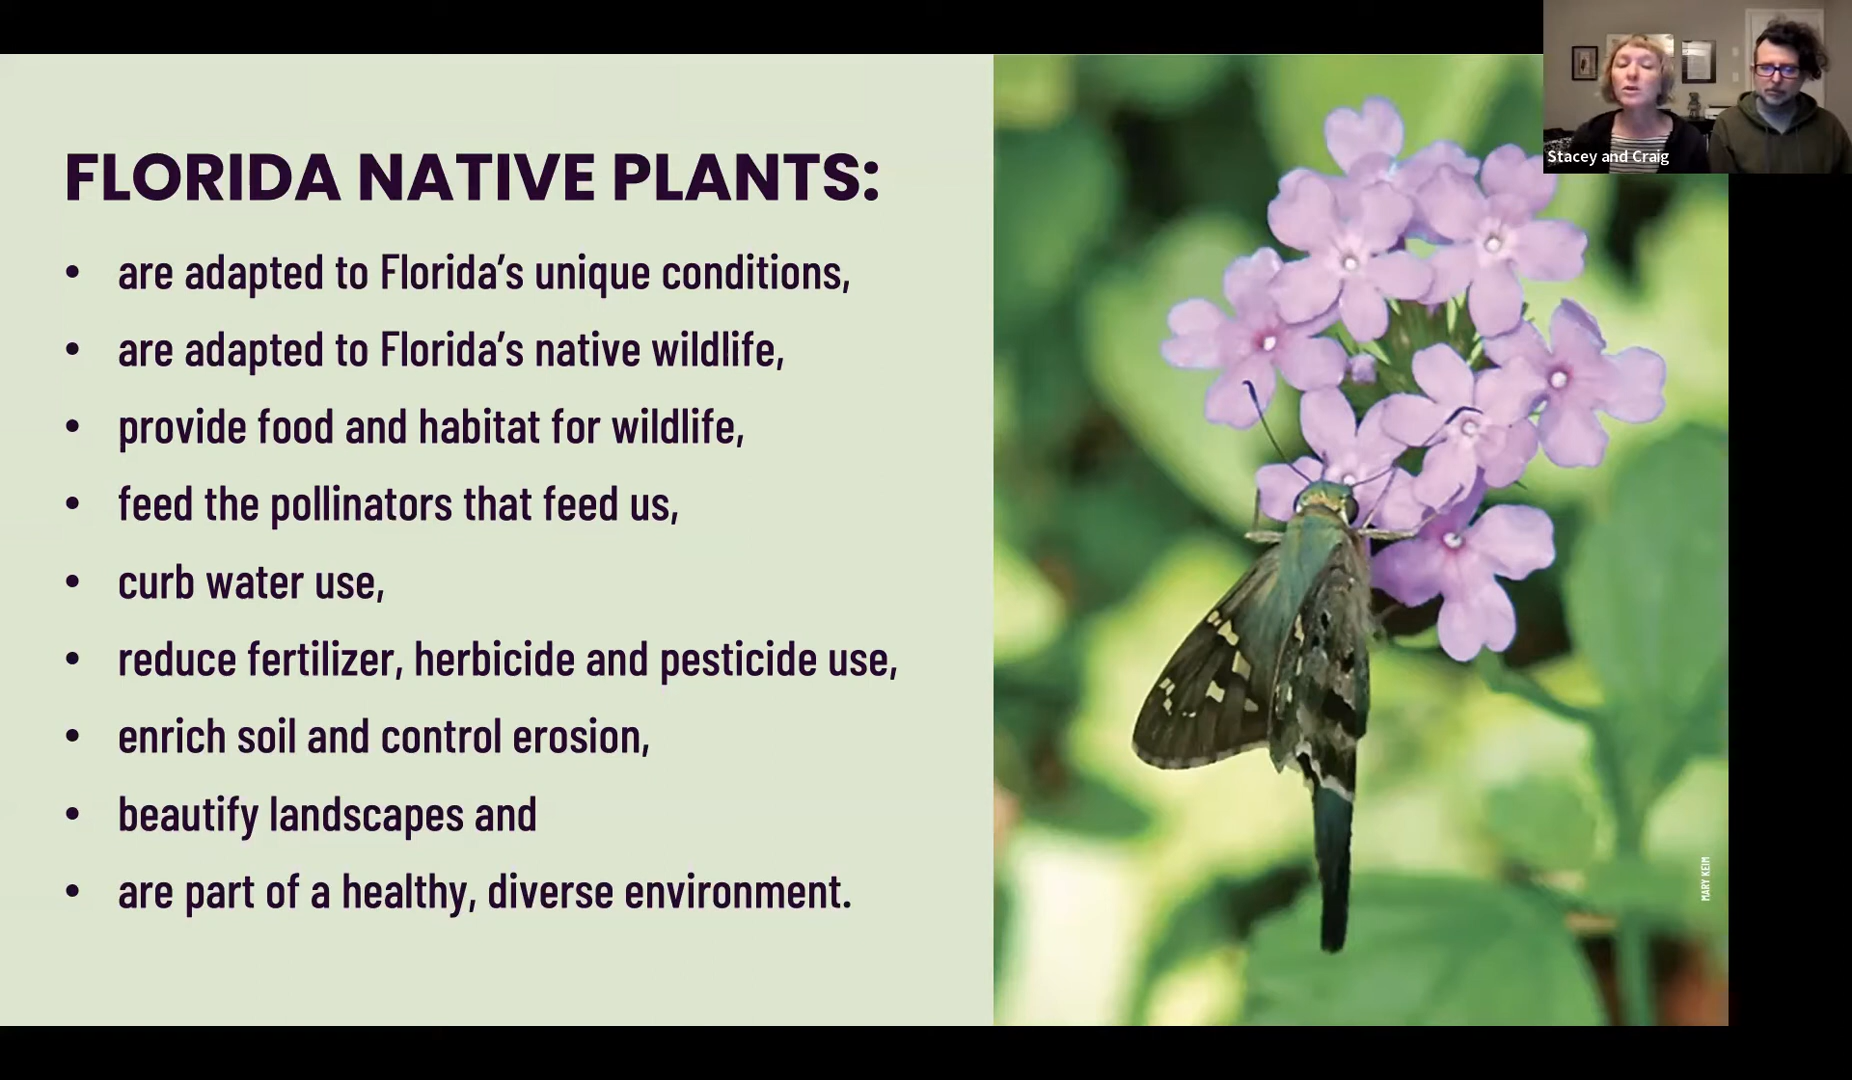 Stacey and Craig
FLORIDA NATIVE PLANTS:
• are adapted to Florida’s unique conditions,
• are adapted to Florida’s native wildlife,
• provide food and habitat for wildlife,
• feed the pollinators that feed us,
• curb water use,
• reduce fertilizer, herbicide and pesticide use,
• enrich soil and control erosion,
• beautify landscapes and
• are part of a healthy, diverse environment.
MARY KEIM